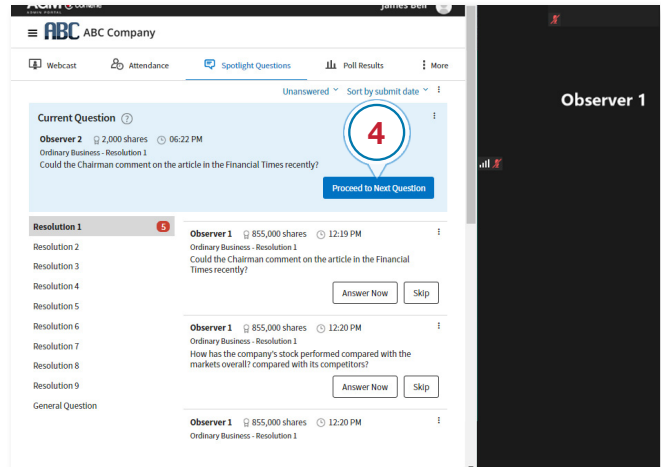 ADMIN PORTAL
James Bell
ABC ABC Company
Webcast Attendance Spotlight Questions Poll Results More
Unanswered Sort by submit date
Current Question ?
Observer 2 2,000 shares 06:22 PM
Ordinary Business - Resolution 1
Could the Chairman comment on the article in the Financial Times recently?
4
Proceed to Next Question
Resolution 1 5
Resolution 2
Resolution 3
Resolution 4
Resolution 5
Resolution 6
Resolution 7
Resolution 8
Resolution 9
General Question
Observer 1 855,000 shares 12:19 PM
Ordinary Business - Resolution 1
Could the Chairman comment on the article in the Financial
Times recently?
Answer Now Skip
Observer 1 855,000 shares 12:20 PM
Ordinary Business - Resolution 1
How has the company's stock performed compared with the
markets overall? compared with its competitors?
Answer Now Skip
Observer 1 855,000 shares 12:20 PM
Ordinary Business - Resolution 1
Observer 1